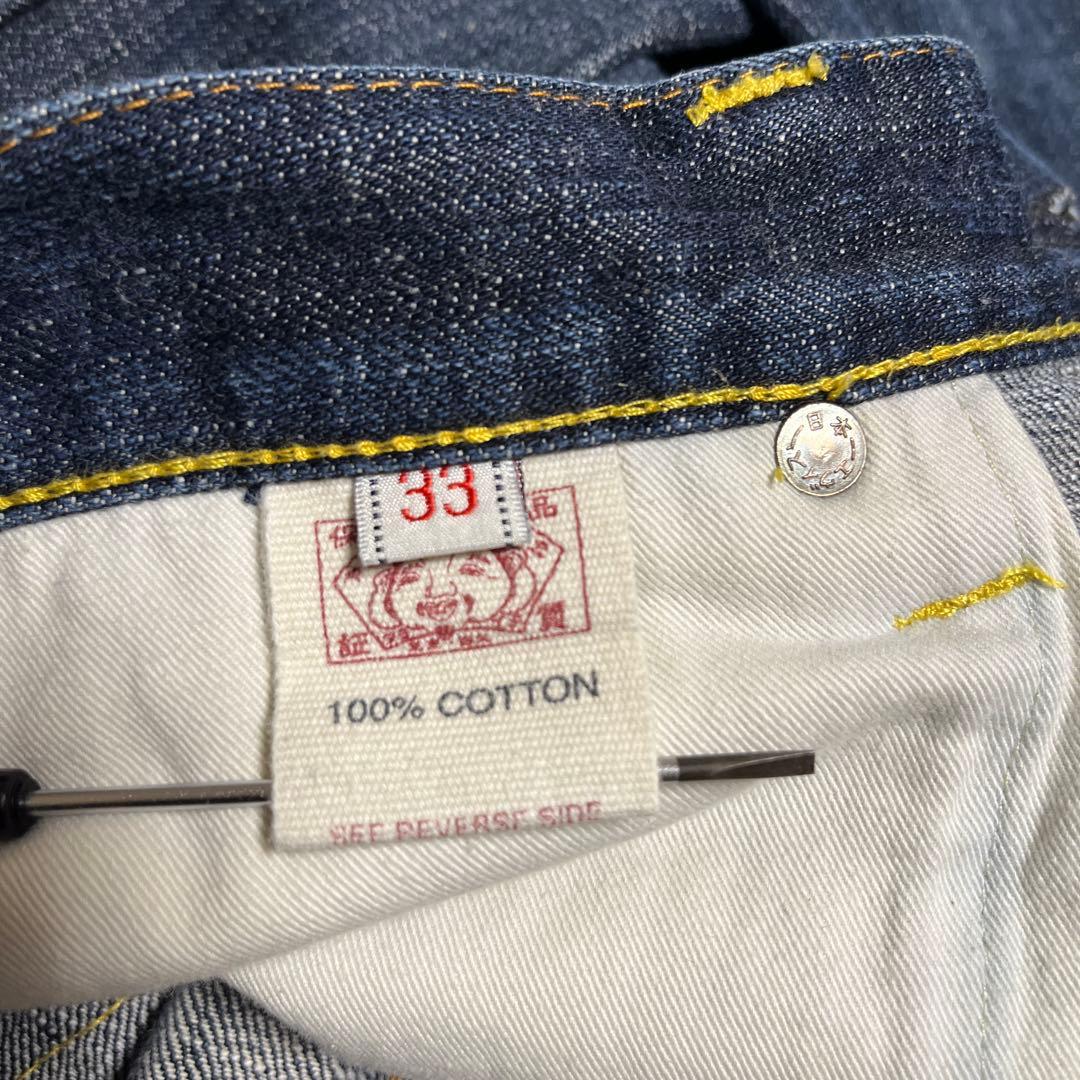 33
保
品
証
質
100% COTTON
SEE REVERSE SIDE